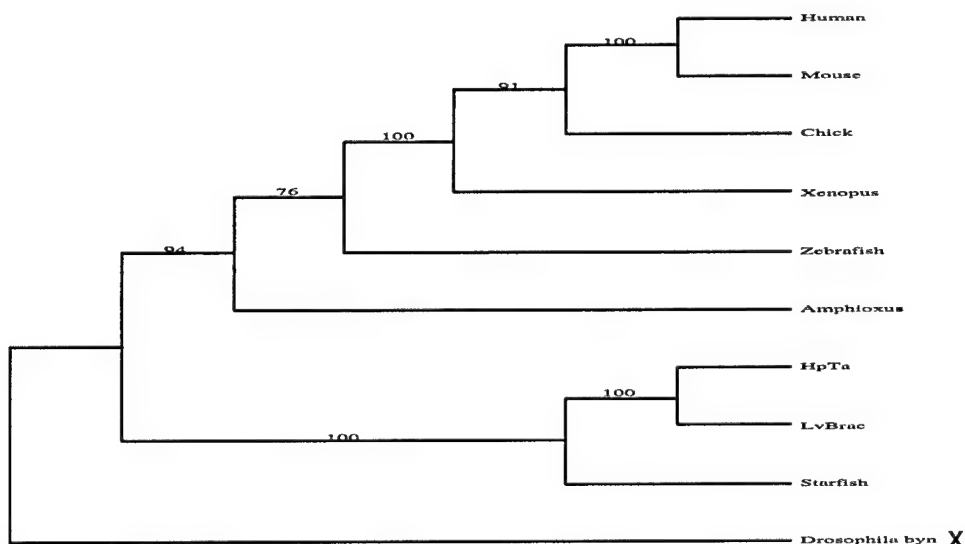 Human
100
Mouse
91
Chick
100
Xenopus
76
Zebrafish
94
Amphioxus
HpTa
100
LvBrac
Starfish
100
Drosophila byn X